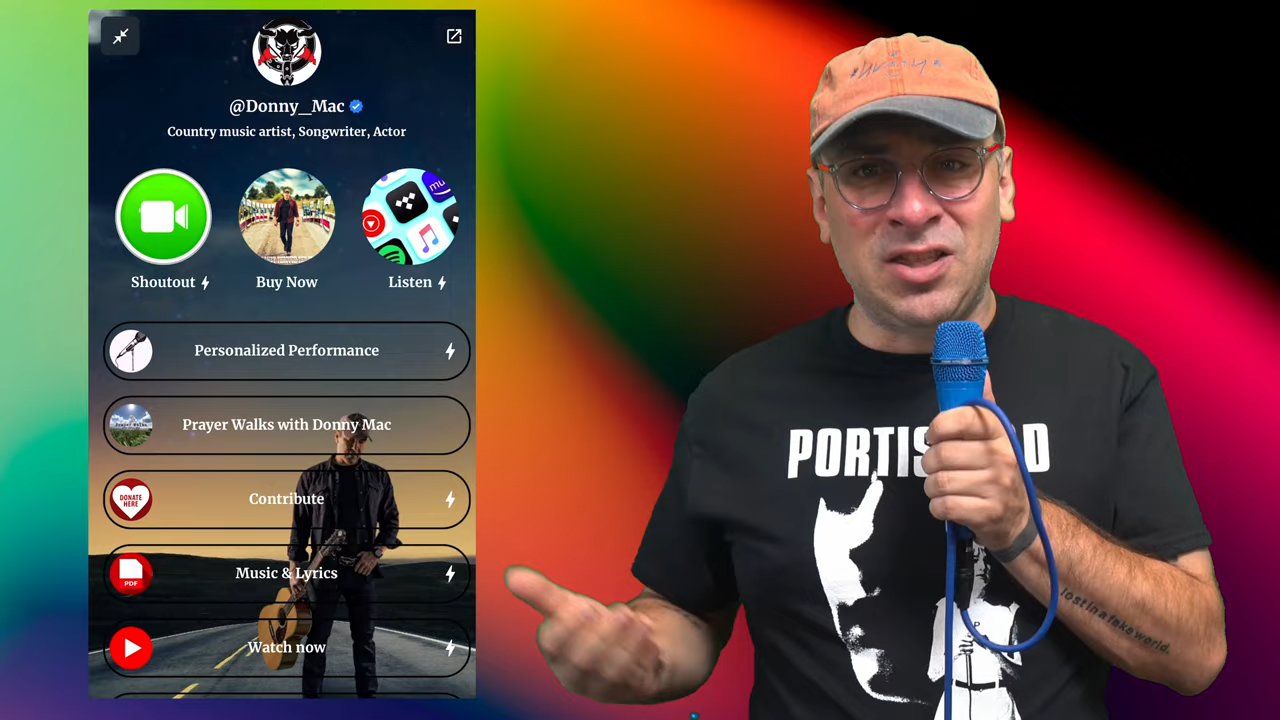 @Donny_Mac
Country music artist, Songwriter, Actor
Shoutout
Buy Now
Listen
Personalized Performance
Prayer Walks with Donny Mac
DONATE
HERE
Contribute
PDF
Music & Lyrics
Watch now
PORTIS D
lost in a fake world.